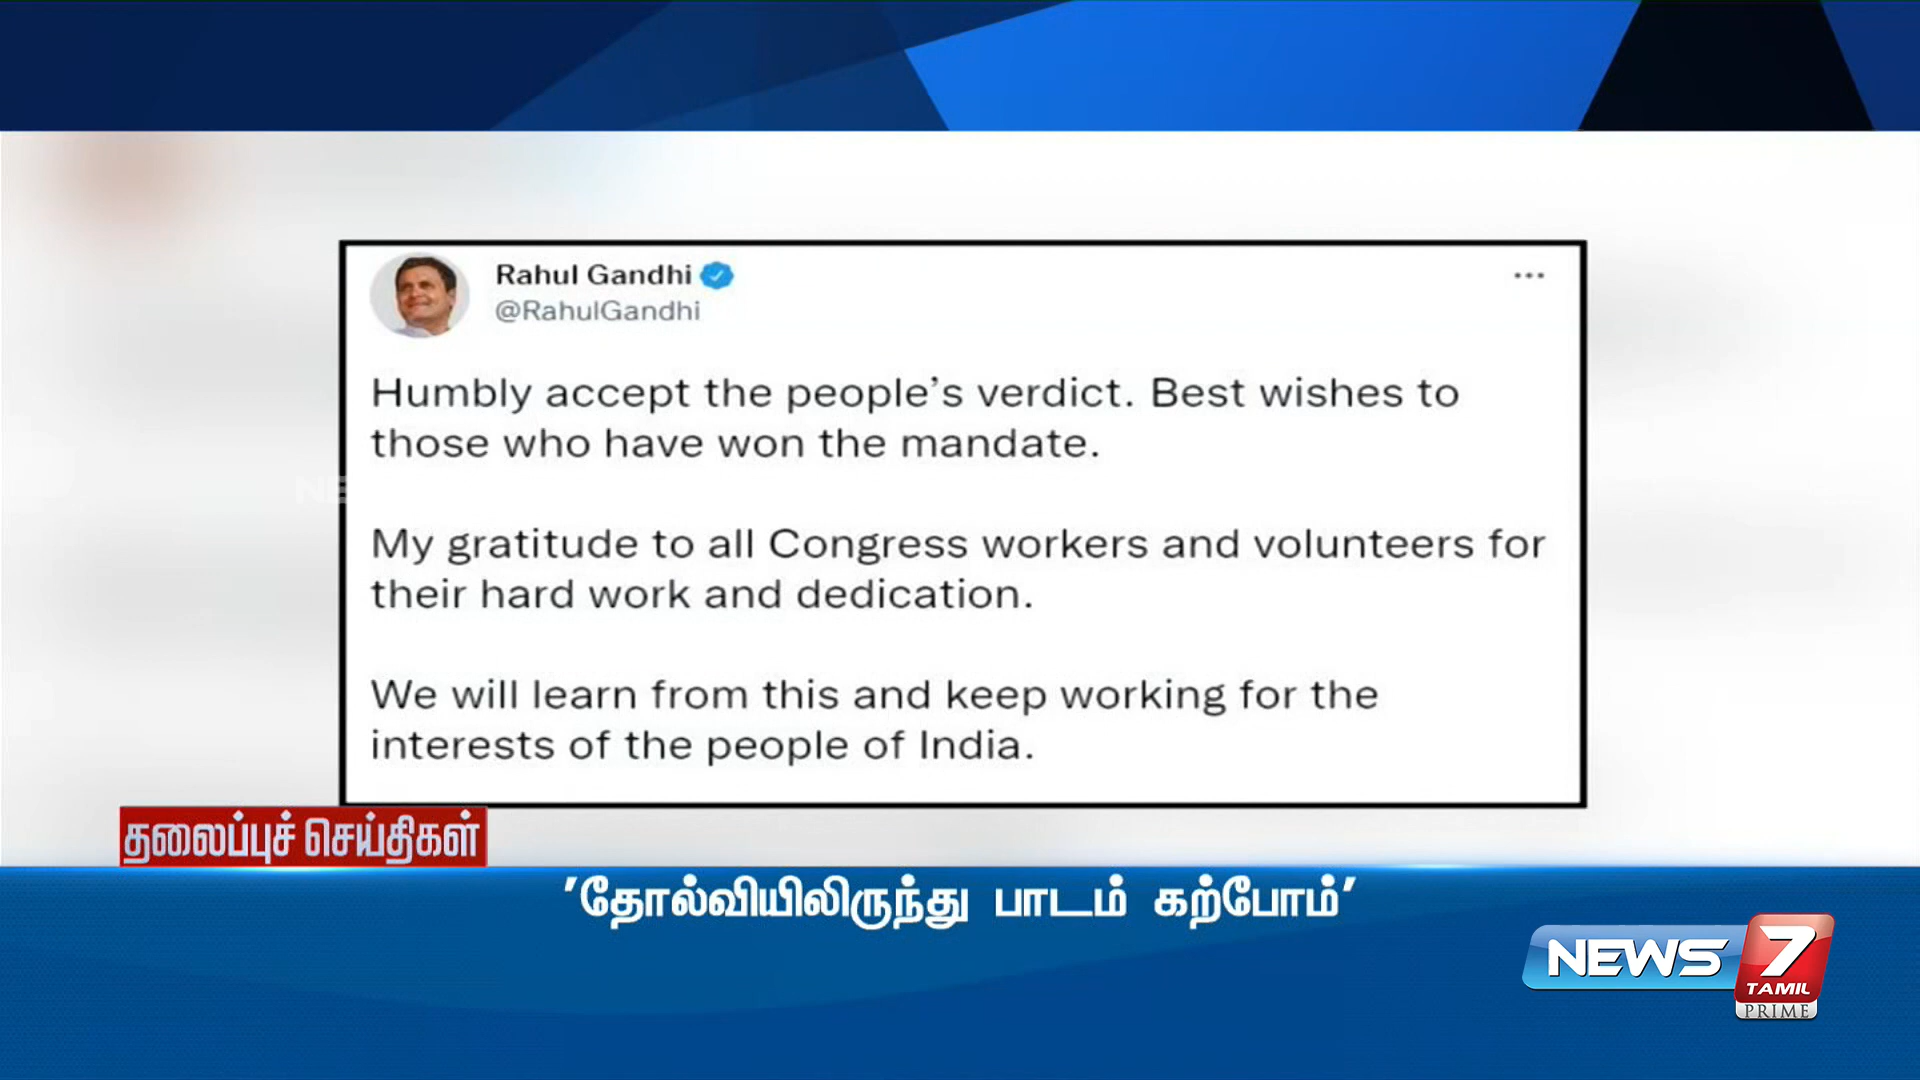 Rahul Gandhi
@RahulGandhi
Humbly accept the people’s verdict. Best wishes to
those who have won the mandate.
My gratitude to all Congress workers and volunteers for
their hard work and dedication.
We will learn from this and keep working for the
interests of the people of India.
தலைப்புச் செய்திகள்
’தோல்வியிலிருந்து பாடம் கற்போம்’
NEWS 7
TAMIL
PRIME